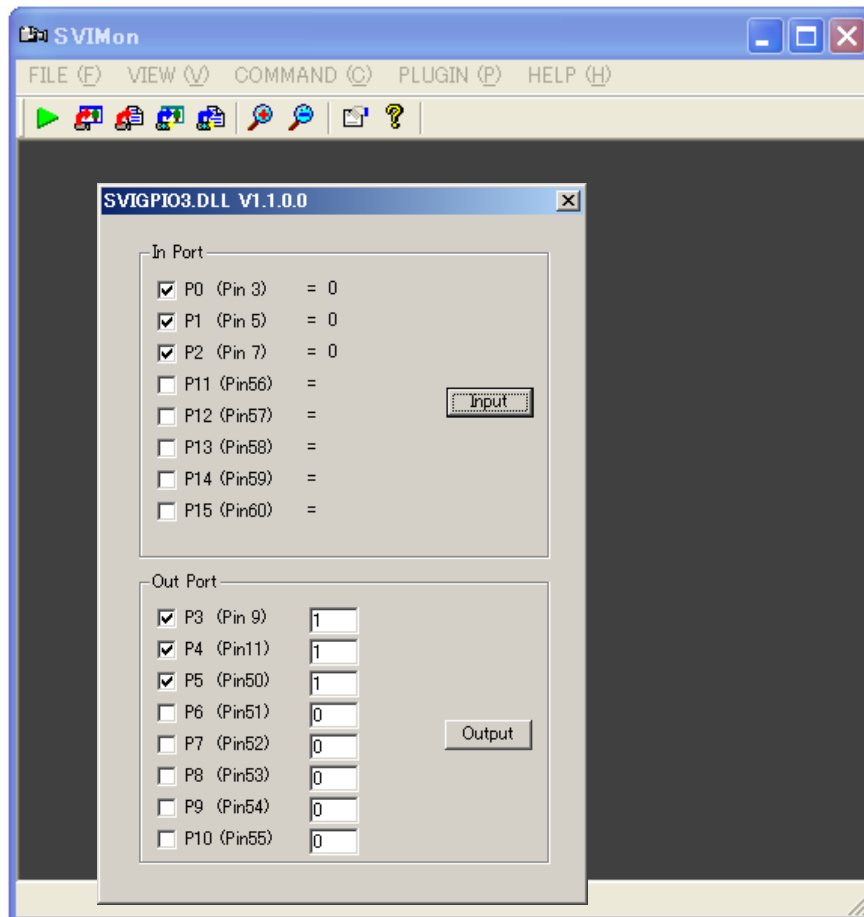 SVIMon
FILE (F) VIEW (V) COMMAND (C) PLUGIN (P) HELP (H)
SVIGPIO3.DLL V1.1.0.0
In Port
P0 (Pin 3) = 0
P1 (Pin 5) = 0
P2 (Pin 7) = 0
P11 (Pin56) =
Input
P12 (Pin57) =
P13 (Pin58) =
P14 (Pin59) =
P15 (Pin60) =
Out Port
P3 (Pin 9) 1
P4 (Pin11) 1
P5 (Pin50) 1
P6 (Pin51) 0
Output
P7 (Pin52) 0
P8 (Pin53) 0
P9 (Pin54) 0
P10 (Pin55) 0